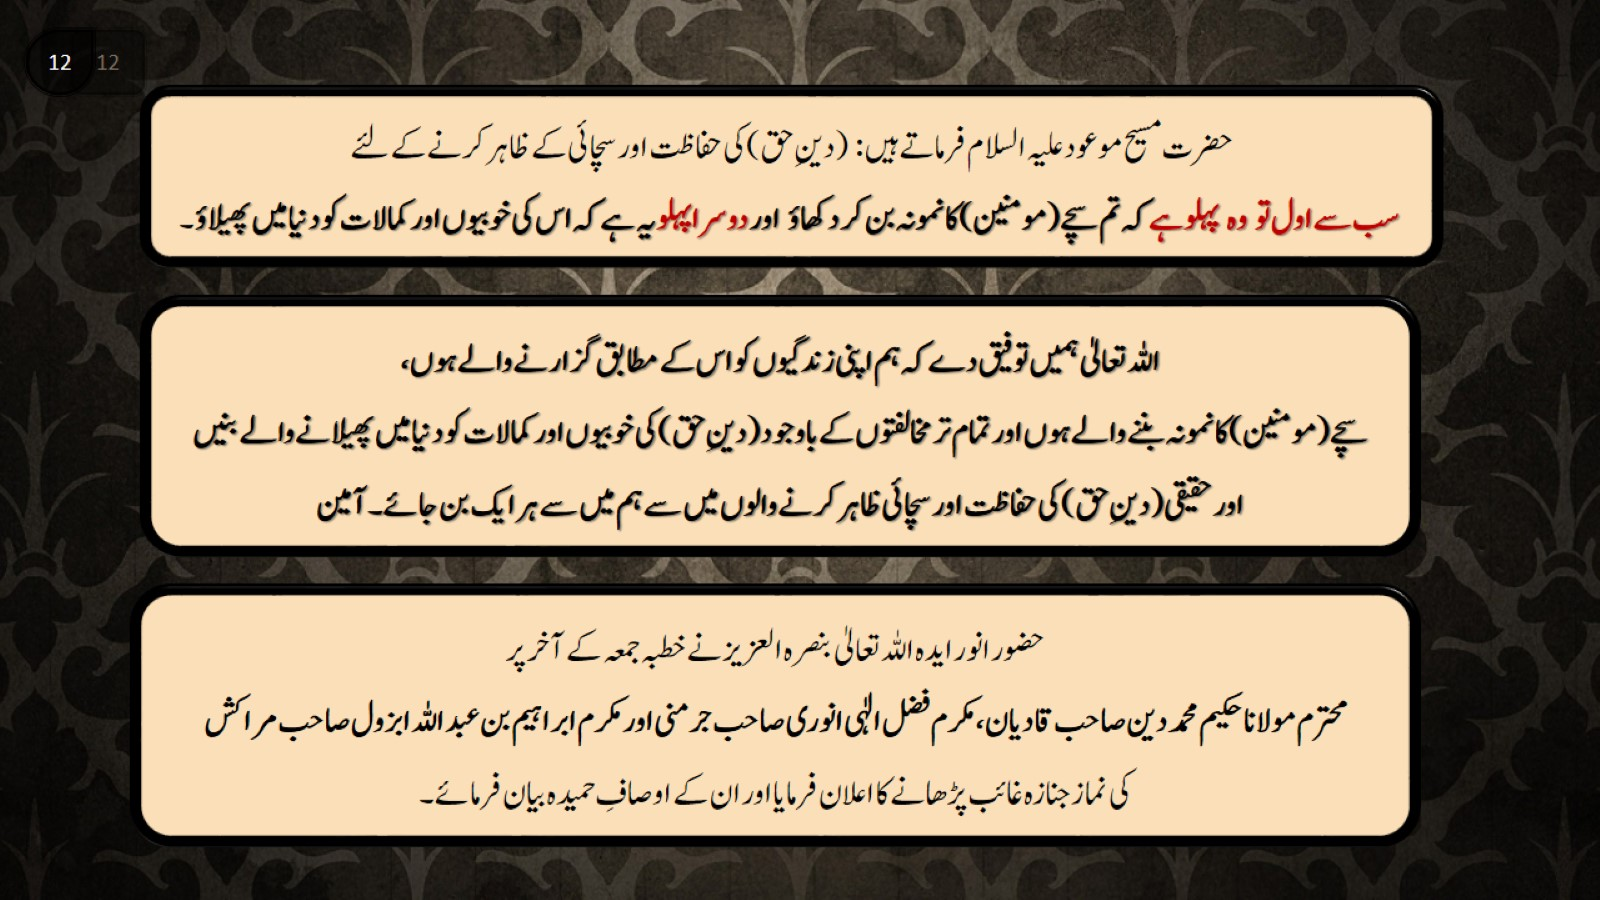 12 12
حضرت مسیح موعود علیہ السلام فرماتے ہیں: (دینِ حق) کی حفاظت اور سچائی کے ظاہر کرنے کے لئے
سب سے اول تو وہ پہلو ہے کہ تم سچے (مومنین) کا نمونہ بن کر دکھاؤ اور دوسرا پہلو یہ ہے کہ اس کی خوبیوں اور کمالات کو دنیا میں پھیلاؤ۔
اللہ تعالیٰ ہمیں توفیق دے کہ ہم اپنی زندگیوں کو اس کے مطابق گزارنے والے ہوں،
سچے (مومنین) کا نمونہ بننے والے ہوں اور تمام تر مخالفتوں کے باوجود (دینِ حق) کی خوبیوں اور کمالات کو دنیا میں پھیلانے والے بنیں
اور حقیقی (دینِ حق) کی حفاظت اور سچائی ظاہر کرنے والوں میں سے ہم میں سے ہر ایک بن جائے۔ آمین
حضور انور ایدہ اللہ تعالیٰ بنصرہ العزیز نے خطبہ جمعہ کے آخر پر
محترم مولانا حکیم محمد دین صاحب قادیان، مکرم فضل الٰہی انوری صاحب جرمنی اور مکرم ابراہیم بن عبداللہ ابزول صاحب مراکش
کی نماز جنازہ غائب پڑھانے کا اعلان فرمایا اور ان کے اوصافِ حمیدہ بیان فرمائے۔